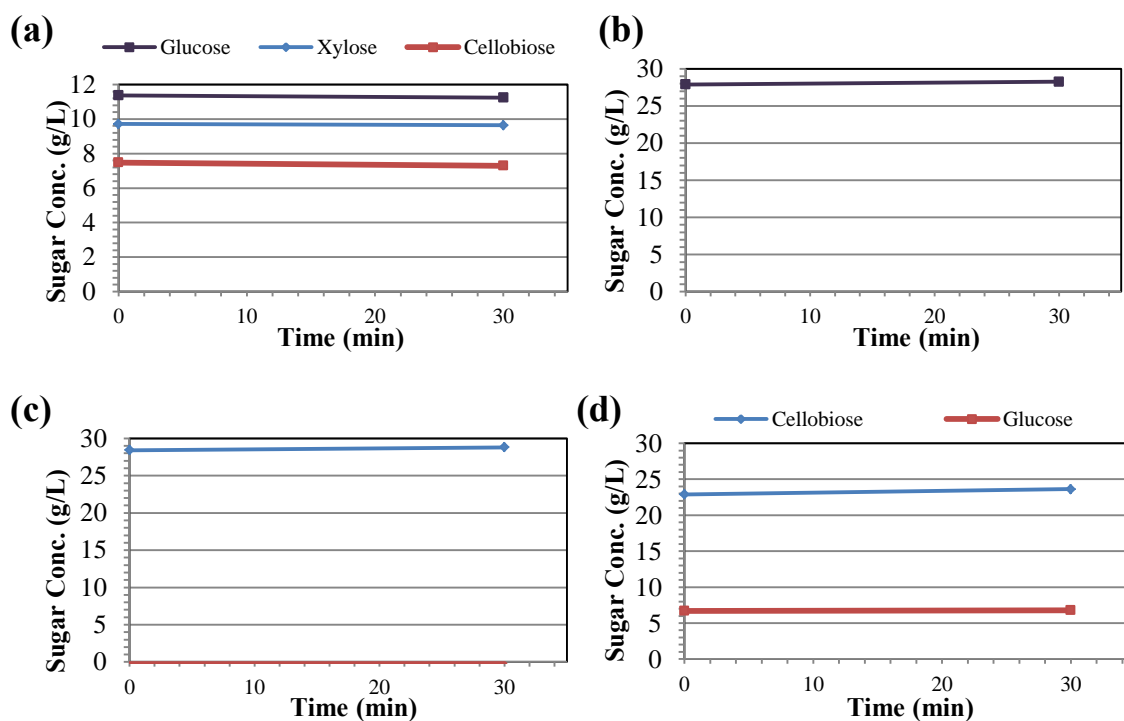 (a)
Glucose Xylose Cellobiose
Sugar Conc. (g/L)
12
10
8
6
4
2
0
0 10 20 30
Time (min)
(b)
Sugar Conc. (g/L)
30
25
20
15
10
5
0
0 10 20 30
Time (min)
(c)
Sugar Conc. (g/L)
30
25
20
15
10
5
0
0 10 20 30
Time (min)
(d)
Cellobiose Glucose
Sugar Conc. (g/L)
30
25
20
15
10
5
0
0 10 20 30
Time (min)